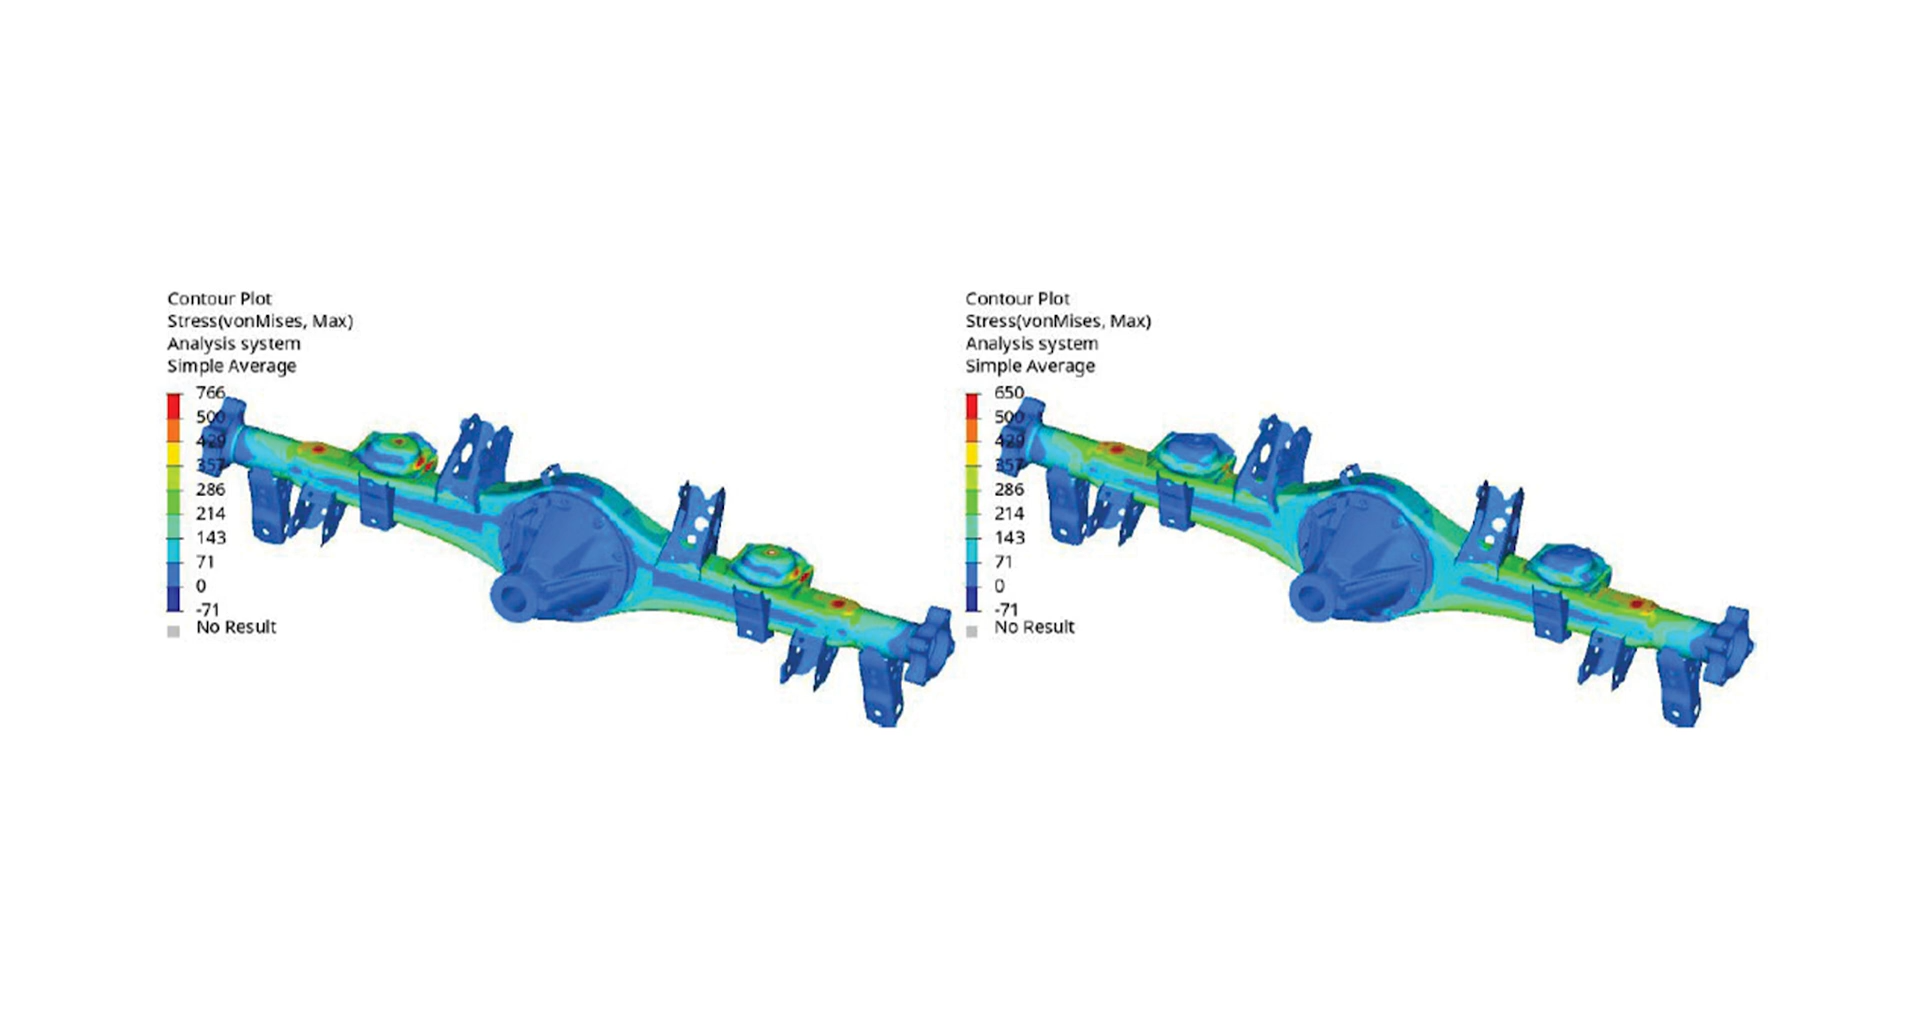 Contour Plot
Stress(vonMises, Max)
Analysis system
Simple Average
766
500
429
357
286
214
143
71
0
-71
No Result
Contour Plot
Stress(vonMises, Max)
Analysis system
Simple Average
650
500
429
357
286
214
143
71
0
-71
No Result